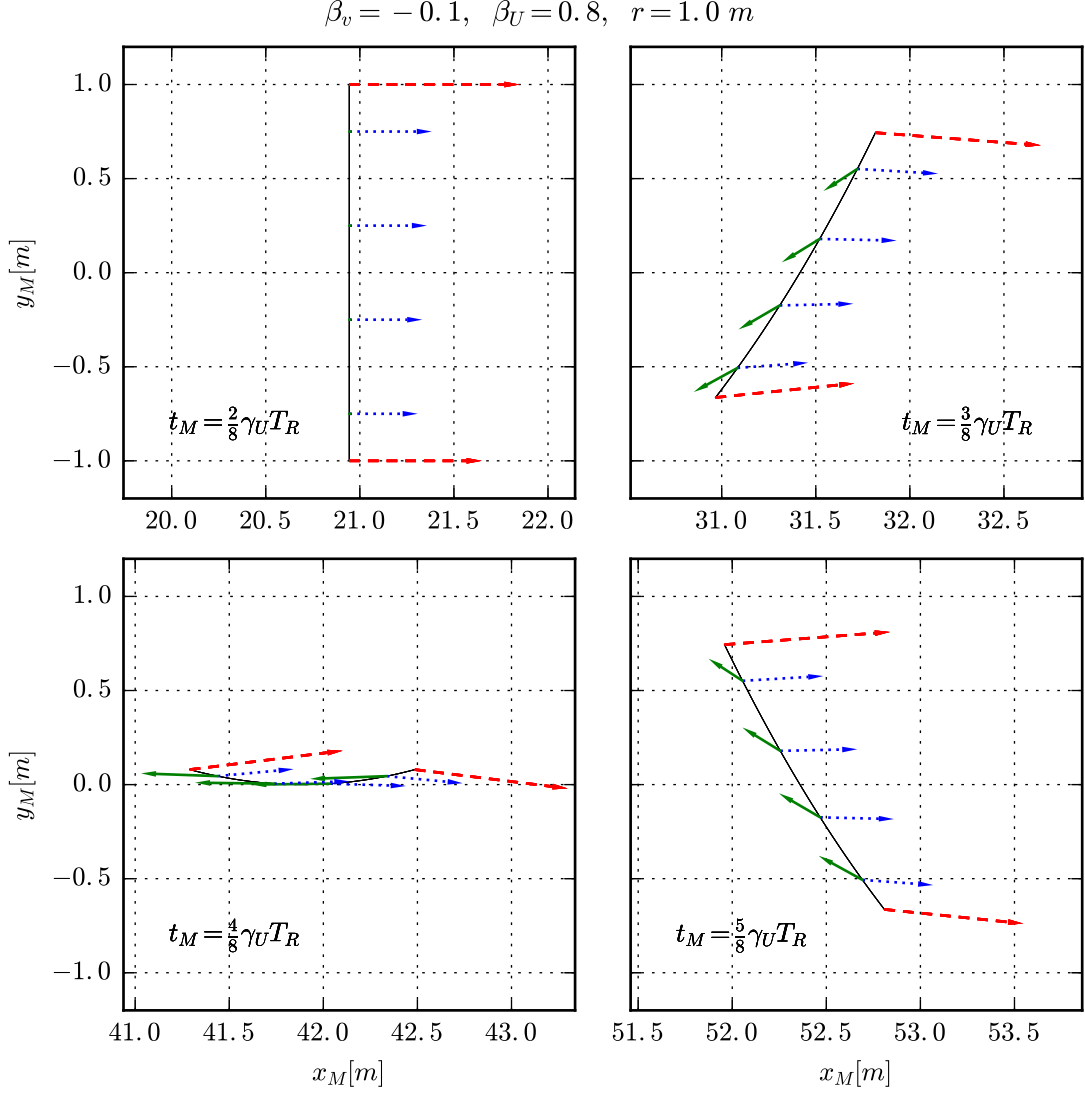 β_v = −0.1, β_U = 0.8, r = 1.0 m
1.0
0.5
0.0
−0.5
−1.0
y_M[m]
t_M = 2/8 γ_U T_R
20.0 20.5 21.0 21.5 22.0
t_M = 3/8 γ_U T_R
31.0 31.5 32.0 32.5
1.0
0.5
0.0
−0.5
−1.0
y_M[m]
t_M = 4/8 γ_U T_R
41.0 41.5 42.0 42.5 43.0
x_M[m]
t_M = 5/8 γ_U T_R
51.5 52.0 52.5 53.0 53.5
x_M[m]